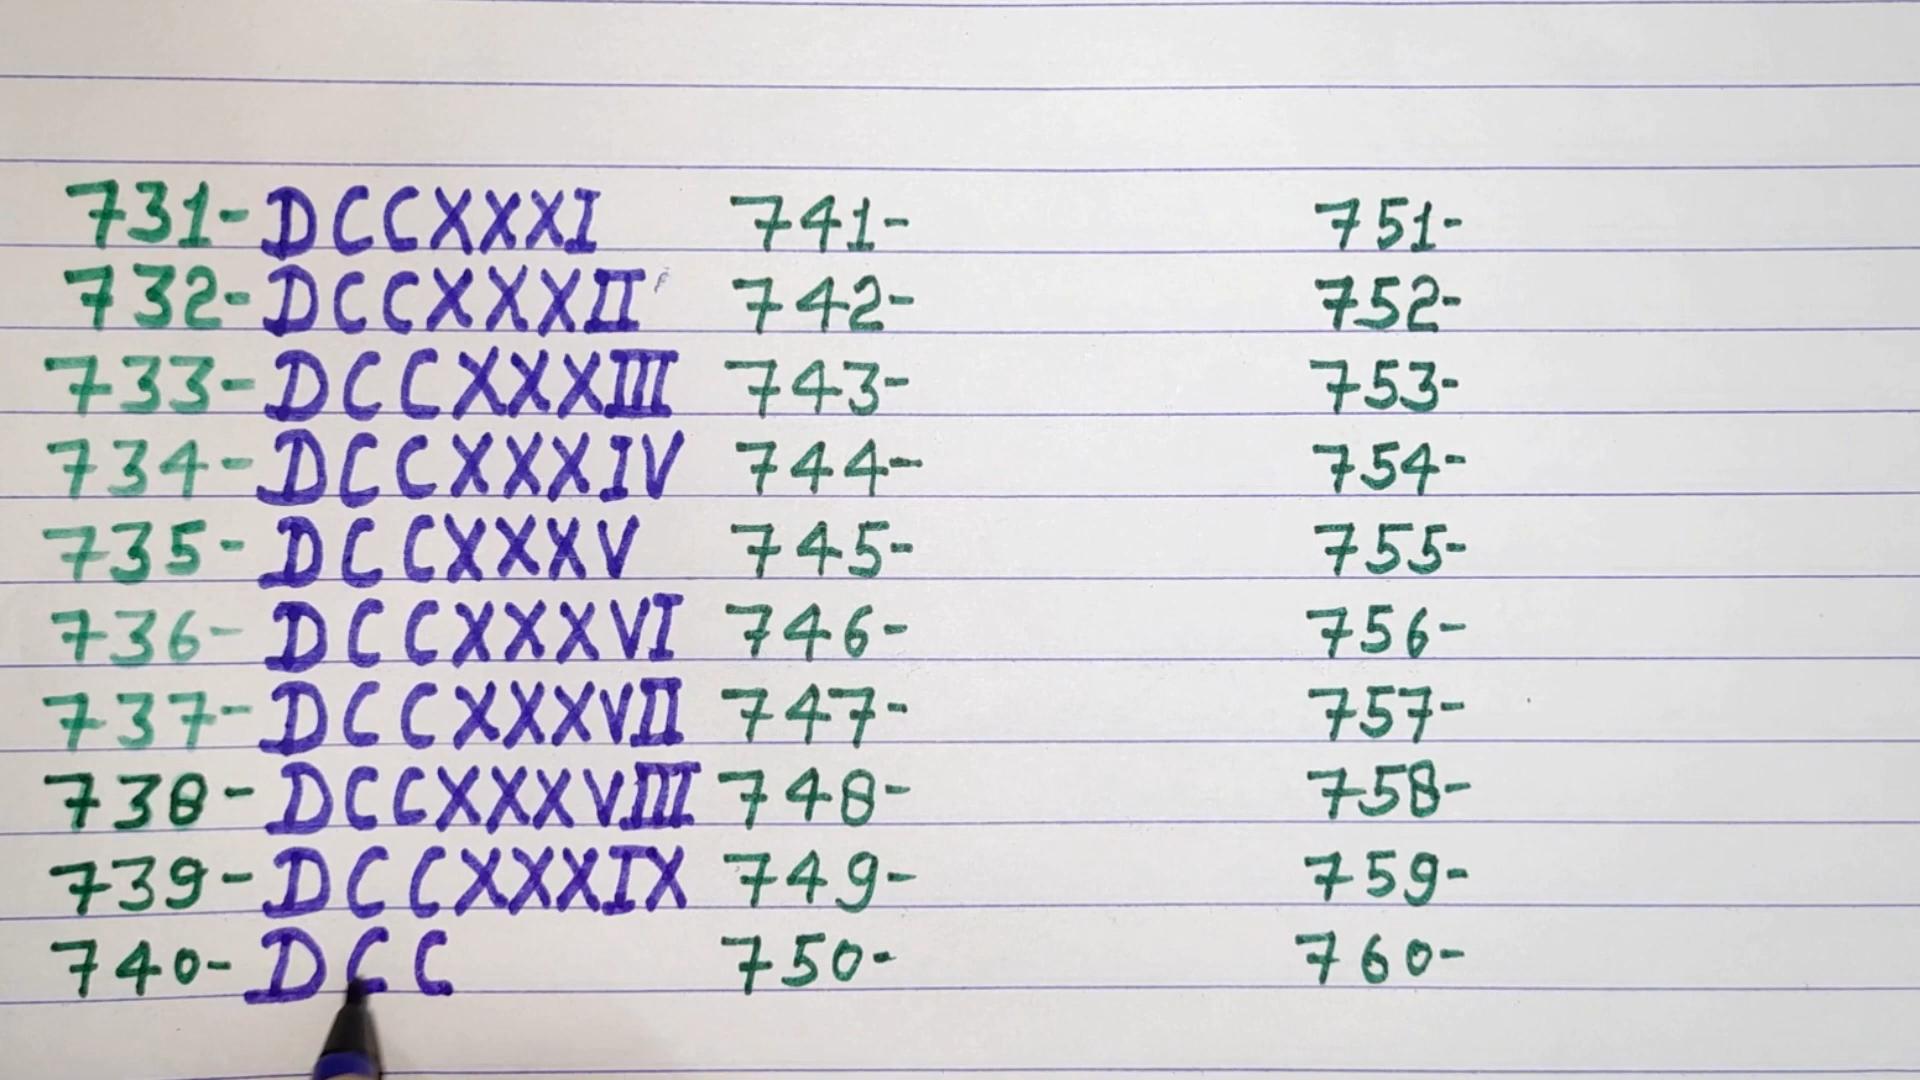 731- DCCXXXI 741- 751-
732- DCCXXXII 742- 752-
733- DCCXXXIII 743- 753-
734- DCCXXXIV 744- 754-
735- DCCXXXV 745- 755-
736- DCCXXXVI 746- 756-
737- DCCXXXVII 747- 757-
738- DCCXXXVIII 748- 758-
739- DCCXXXIX 749- 759-
740- DCC 750- 760-